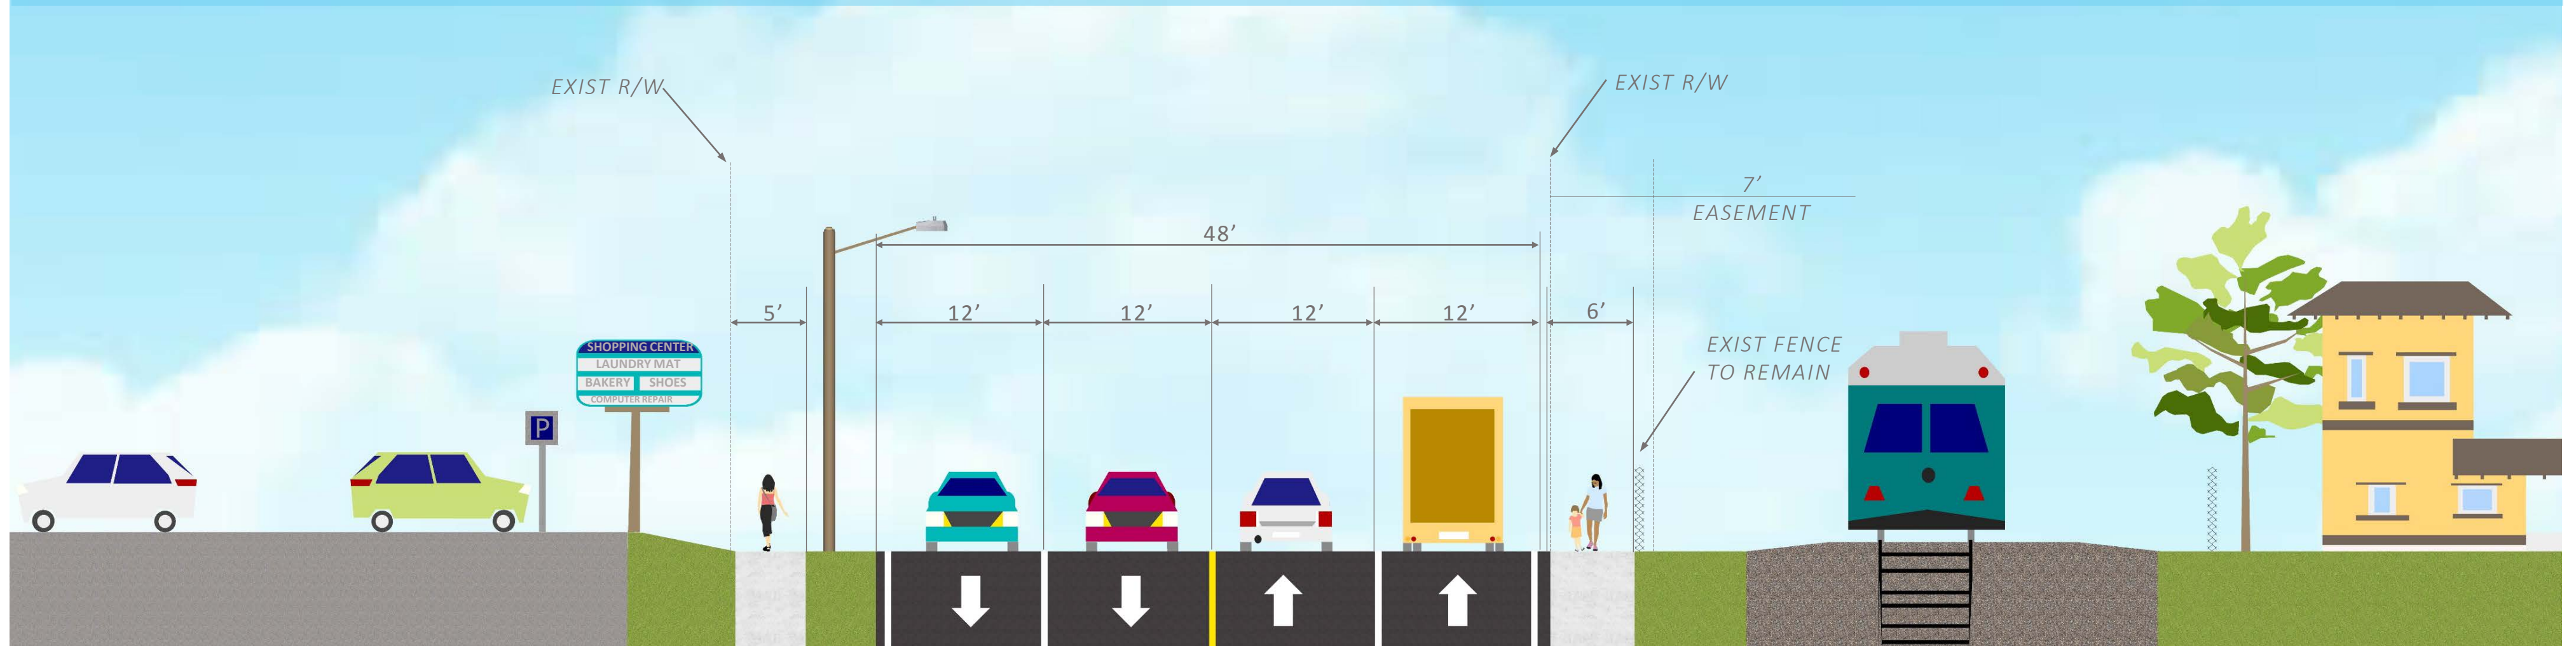 EXIST R/W
EXIST R/W
7’
EASEMENT
48’
5’
12’
12’
12’
12’
6’
EXIST FENCE
TO REMAIN
SHOPPING CENTER
LAUNDRY MAT
BAKERY SHOES
COMPUTER REPAIR
P